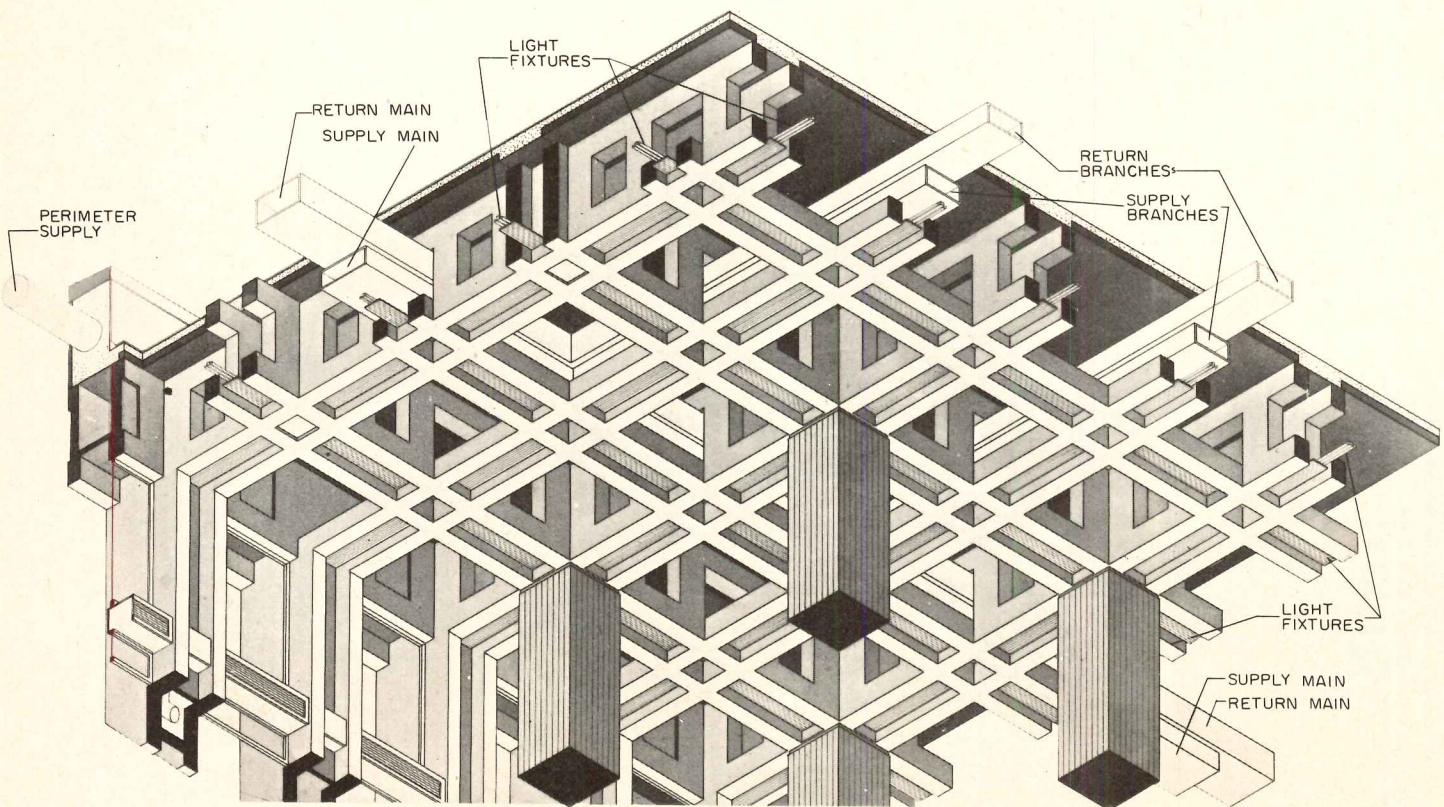 LIGHT
FIXTURES
RETURN MAIN
SUPPLY MAIN
PERIMETER
SUPPLY
RETURN
BRANCHES
SUPPLY
BRANCHES
LIGHT
FIXTURES
SUPPLY MAIN
RETURN MAIN